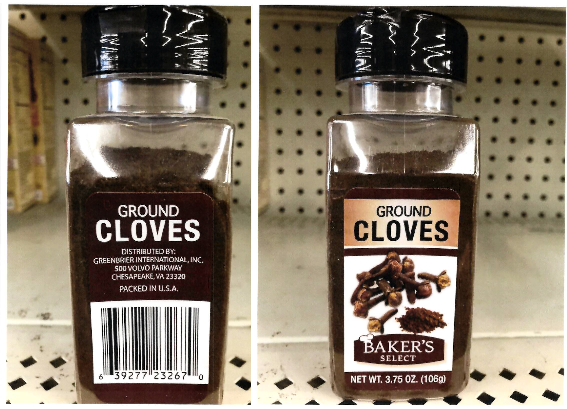 GROUND
CLOVES
DISTRIBUTED BY:
GREENBRIER INTERNATIONAL, INC.
500 VOLVO PARKWAY
CHESAPEAKE, VA 23320
PACKED IN U.S.A.
6 39277 23267 0
GROUND
CLOVES
BAKER'S
SELECT
NET WT. 3.75 OZ. (106g)